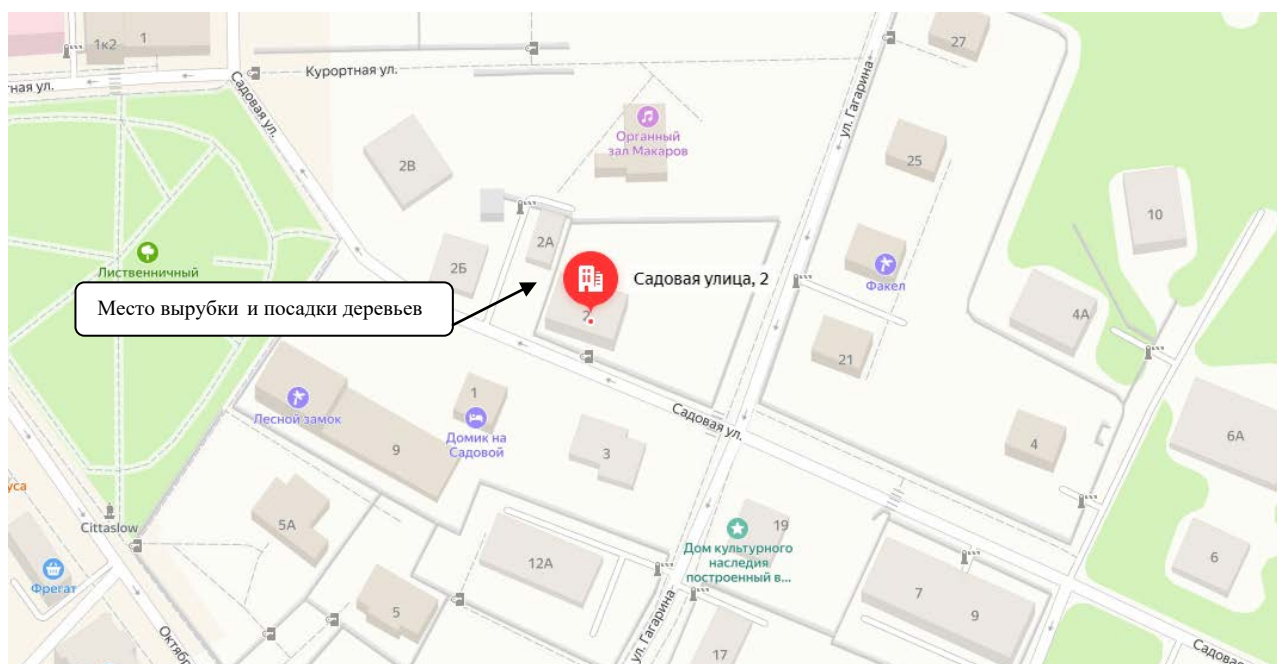 1к2
1
27
Курортная ул.
ная ул.
Садовая ул.
ул. Гагарина
Органный
зал Макаров
2В
25
10
2А
2Б
Лиственничный
Садовая улица, 2
Факел
Место вырубки и посадки деревьев
4А
2
21
1
Лесной замок
Домик на
Садовой
Садовая ул.
9
3
4
6А
уса
5А
Cittaslow
19
Дом культурного
наследия
построенный в...
12А
6
Фрегат
7
9
5
ул. Гагарина
Октябр
17
Садовая